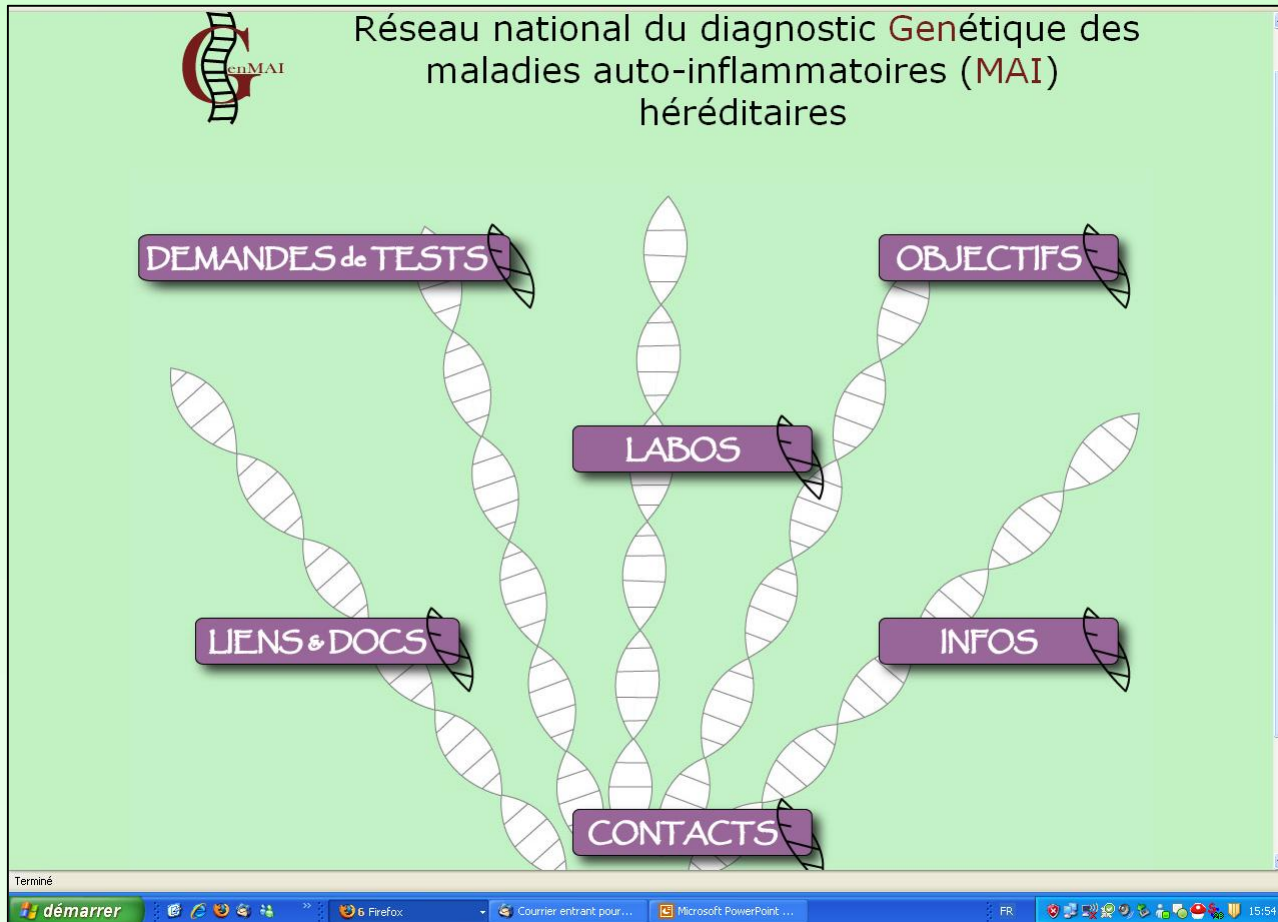 GenMAI
Réseau national du diagnostic Genétique des
maladies auto-inflammatoires (MAI)
héréditaires
DEMANDES de TESTS
OBJECTIFS
LABOS
LIENS & DOCS
INFOS
CONTACTS
Terminé
démarrer
6 Firefox
Courrier entrant pour...
Microsoft PowerPoint ...
FR
15:54